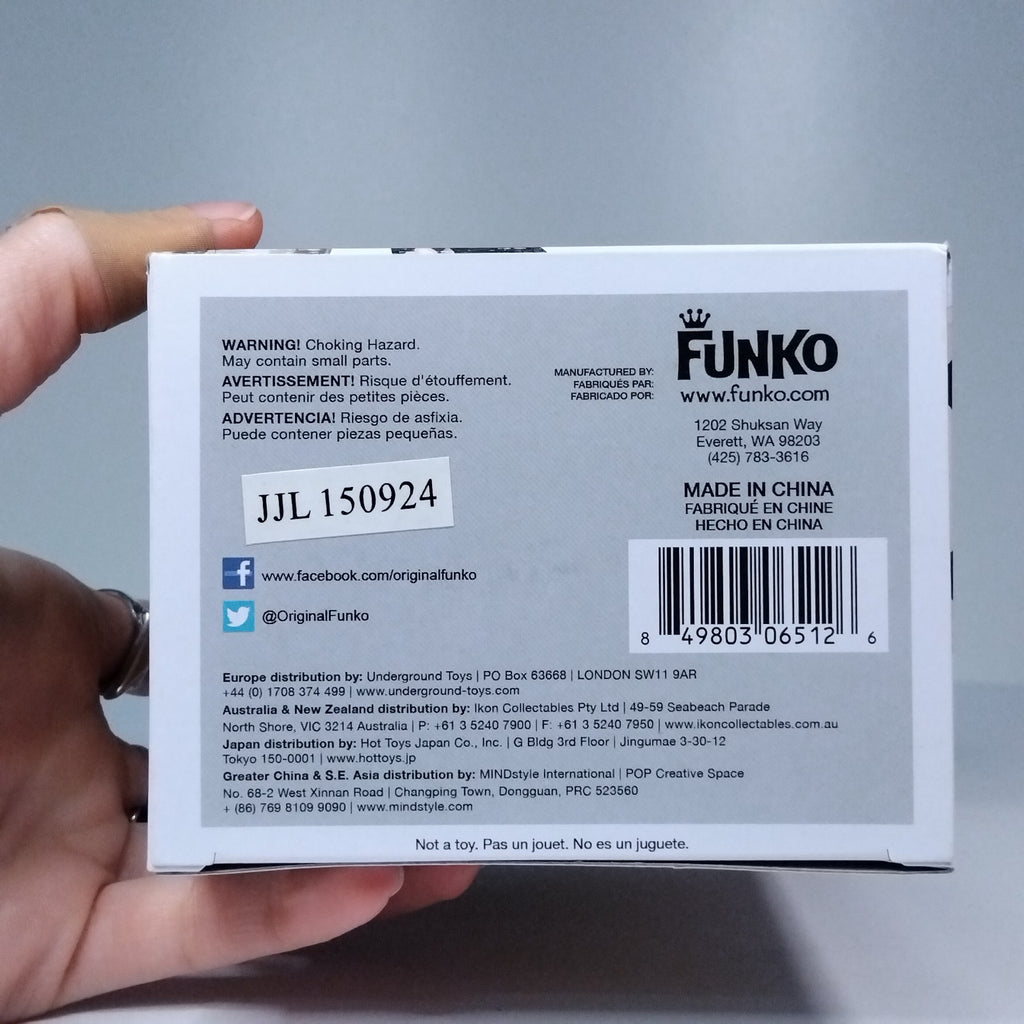 WARNING! Choking Hazard.
May contain small parts.
AVERTISSEMENT! Risque d'étouffement.
Peut contenir des petites pièces.
ADVERTENCIA! Riesgo de asfixia.
Puede contener piezas pequeñas.
MANUFACTURED BY:
FABRIQUÉS PAR:
FABRICADO POR:
FUNKO
www.funko.com
1202 Shuksan Way
Everett, WA 98203
(425) 783-3616
MADE IN CHINA
FABRIQUÉ EN CHINE
HECHO EN CHINA
JJL 150924
f www.facebook.com/originalfunko
@OriginalFunko
8 49803 06512 6
Europe distribution by: Underground Toys | PO Box 63668 | LONDON SW11 9AR
+44 (0) 1708 374 499 | www.underground-toys.com
Australia & New Zealand distribution by: Ikon Collectables Pty Ltd | 49-59 Seabeach Parade
North Shore, VIC 3214 Australia | P: +61 3 5240 7900 | F: +61 3 5240 7950 | www.ikoncollectables.com.au
Japan distribution by: Hot Toys Japan Co., Inc. | G Bldg 3rd Floor | Jingumae 3-30-12
Tokyo 150-0001 | www.hottoys.jp
Greater China & S.E. Asia distribution by: MINDstyle International | POP Creative Space
No. 68-2 West Xinnan Road | Changping Town, Dongguan, PRC 523560
+ (86) 769 8109 9090 | www.mindstyle.com
Not a toy. Pas un jouet. No es un juguete.